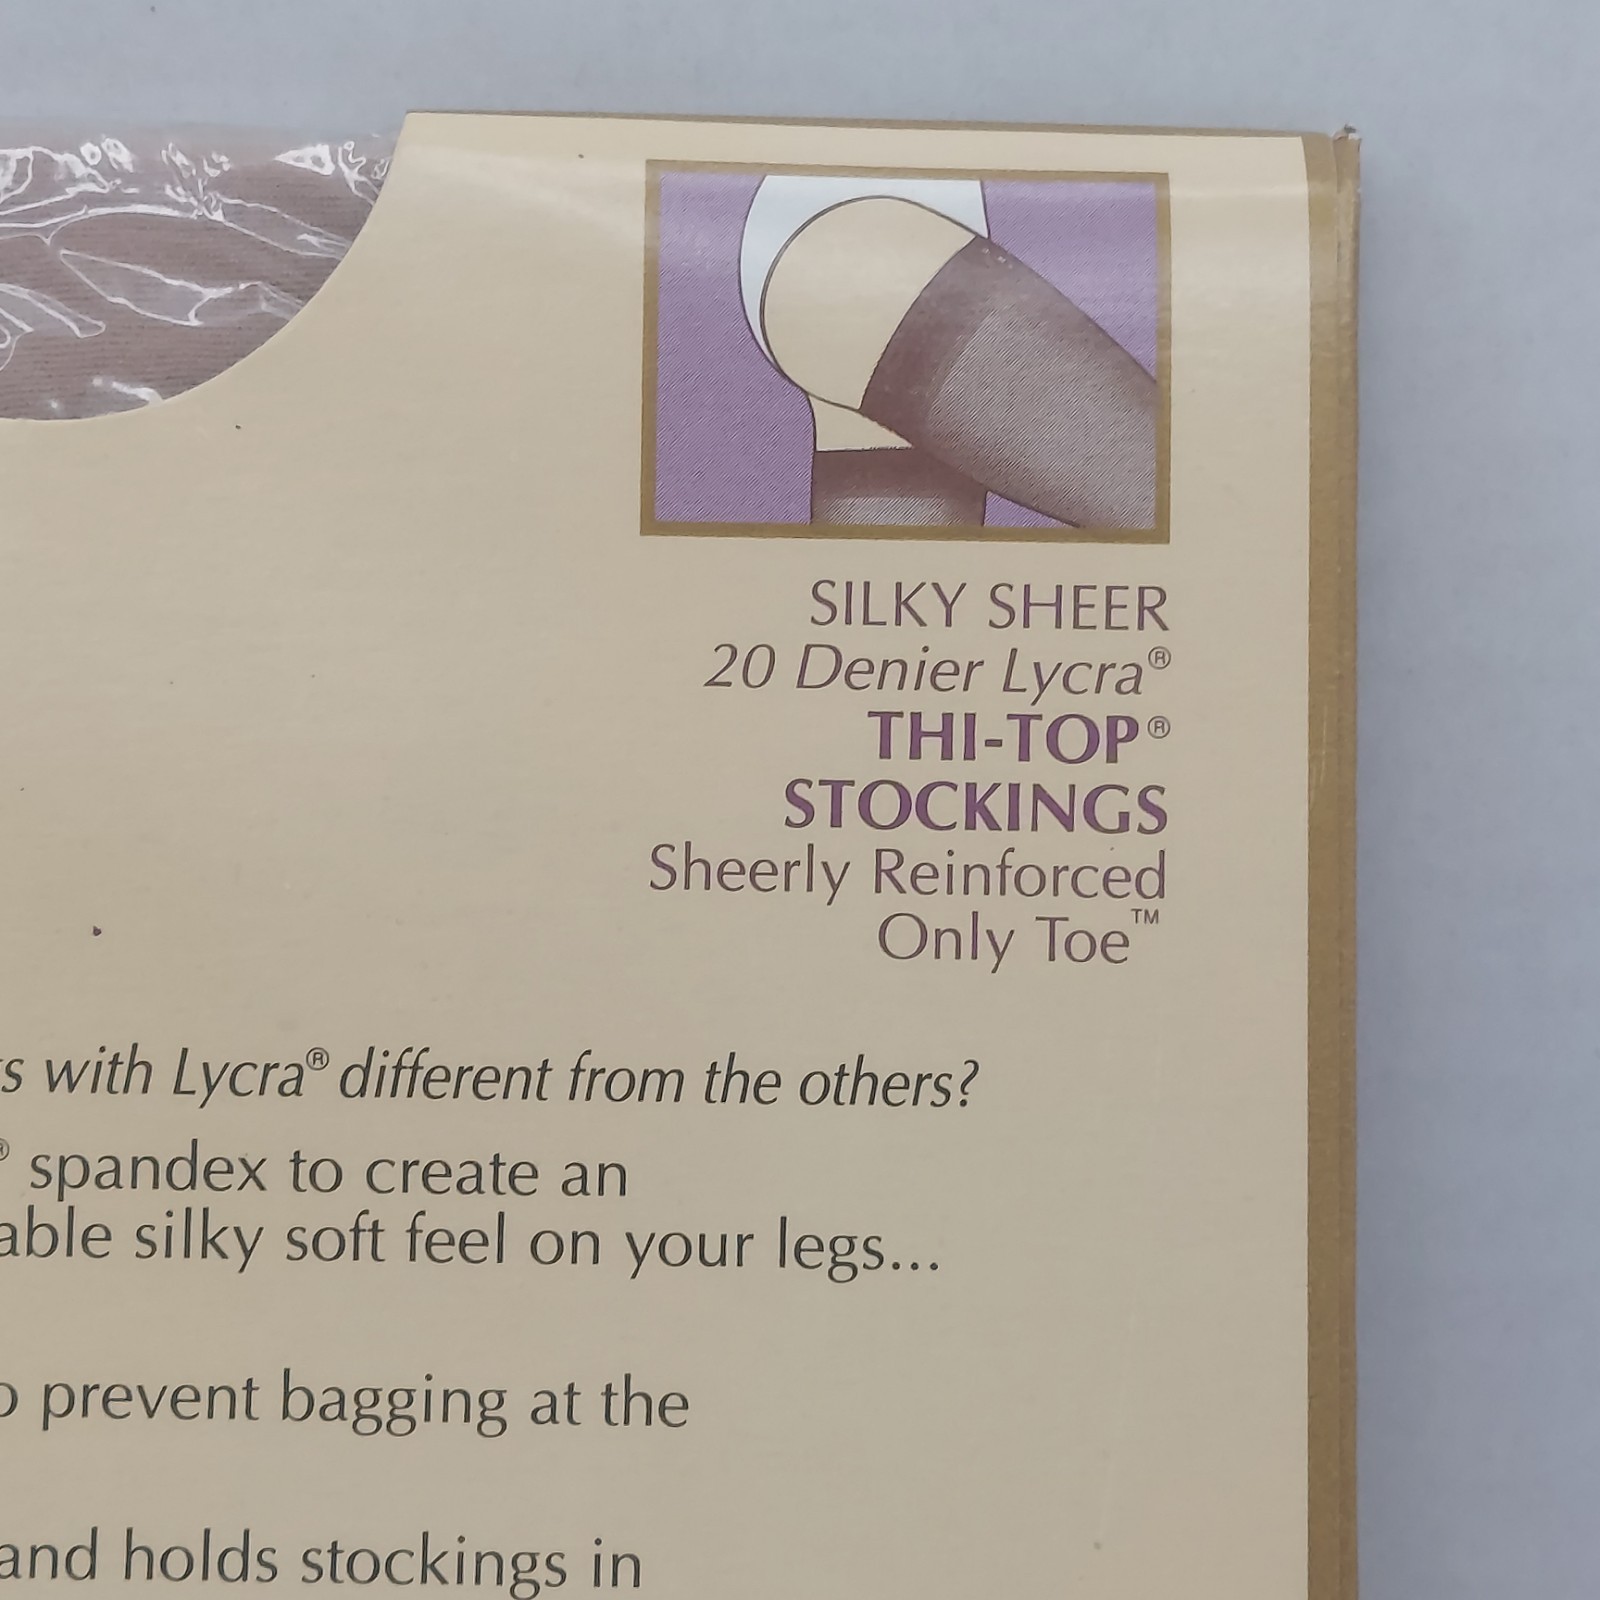 SILKY SHEER
20 Denier Lycra®
THI-TOP®
STOCKINGS
Sheerly Reinforced
Only Toe™
with Lycra® different from the others?
® spandex to create an
silky soft feel on your legs...
prevent bagging at the
and holds stockings in